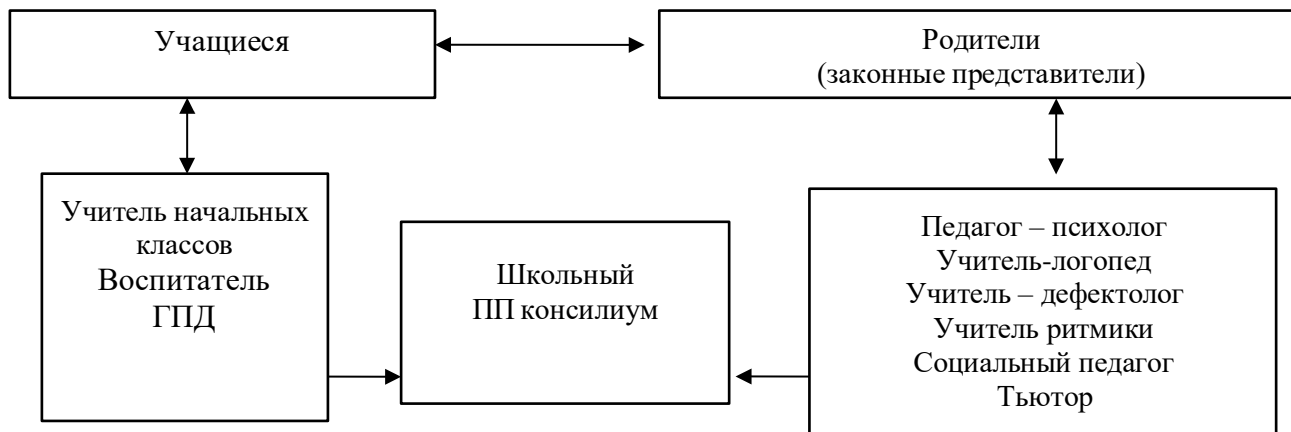 Учащиеся
Родители
(законные представители)
Учитель начальных
классов
Воспитатель
ГПД
Школьный
ПП консилиум
Педагог – психолог
Учитель-логопед
Учитель – дефектолог
Учитель ритмики
Социальный педагог
Тьютор